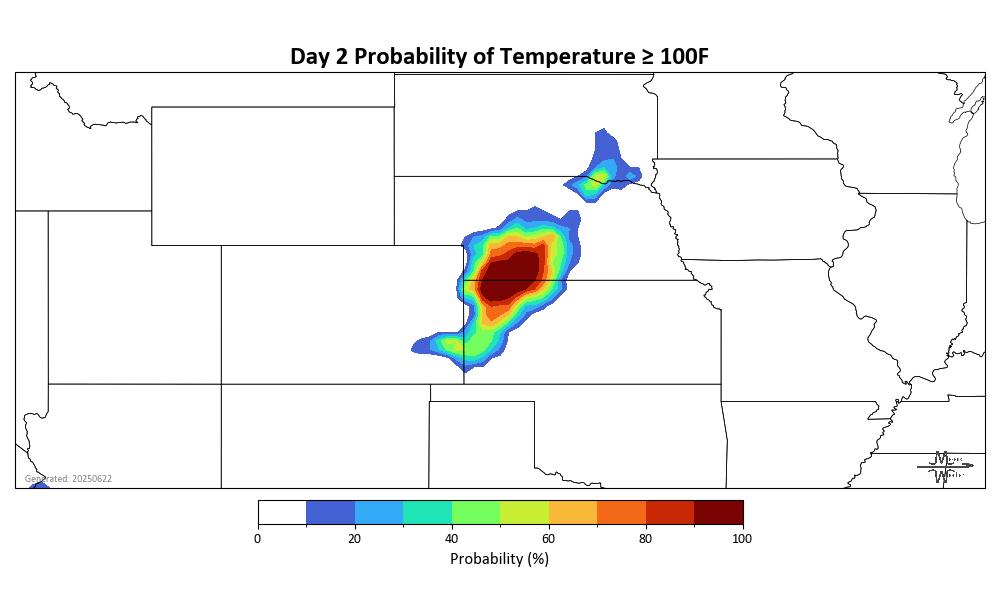 Day 2 Probability of Temperature ≥ 100F
Generated: 20250622
0 20 40 60 80 100
Probability (%)